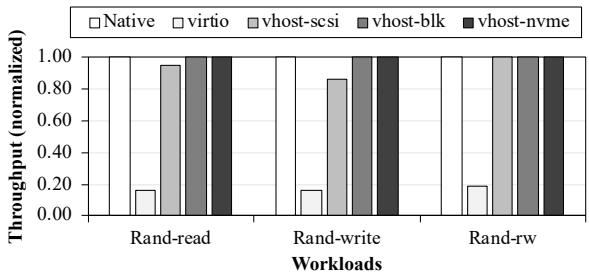 Native virtio vhost-scsi vhost-blk vhost-nvme
Throughput (normalized)
1.00
0.80
0.60
0.40
0.20
0.00
Rand-read Rand-write Rand-rw
Workloads